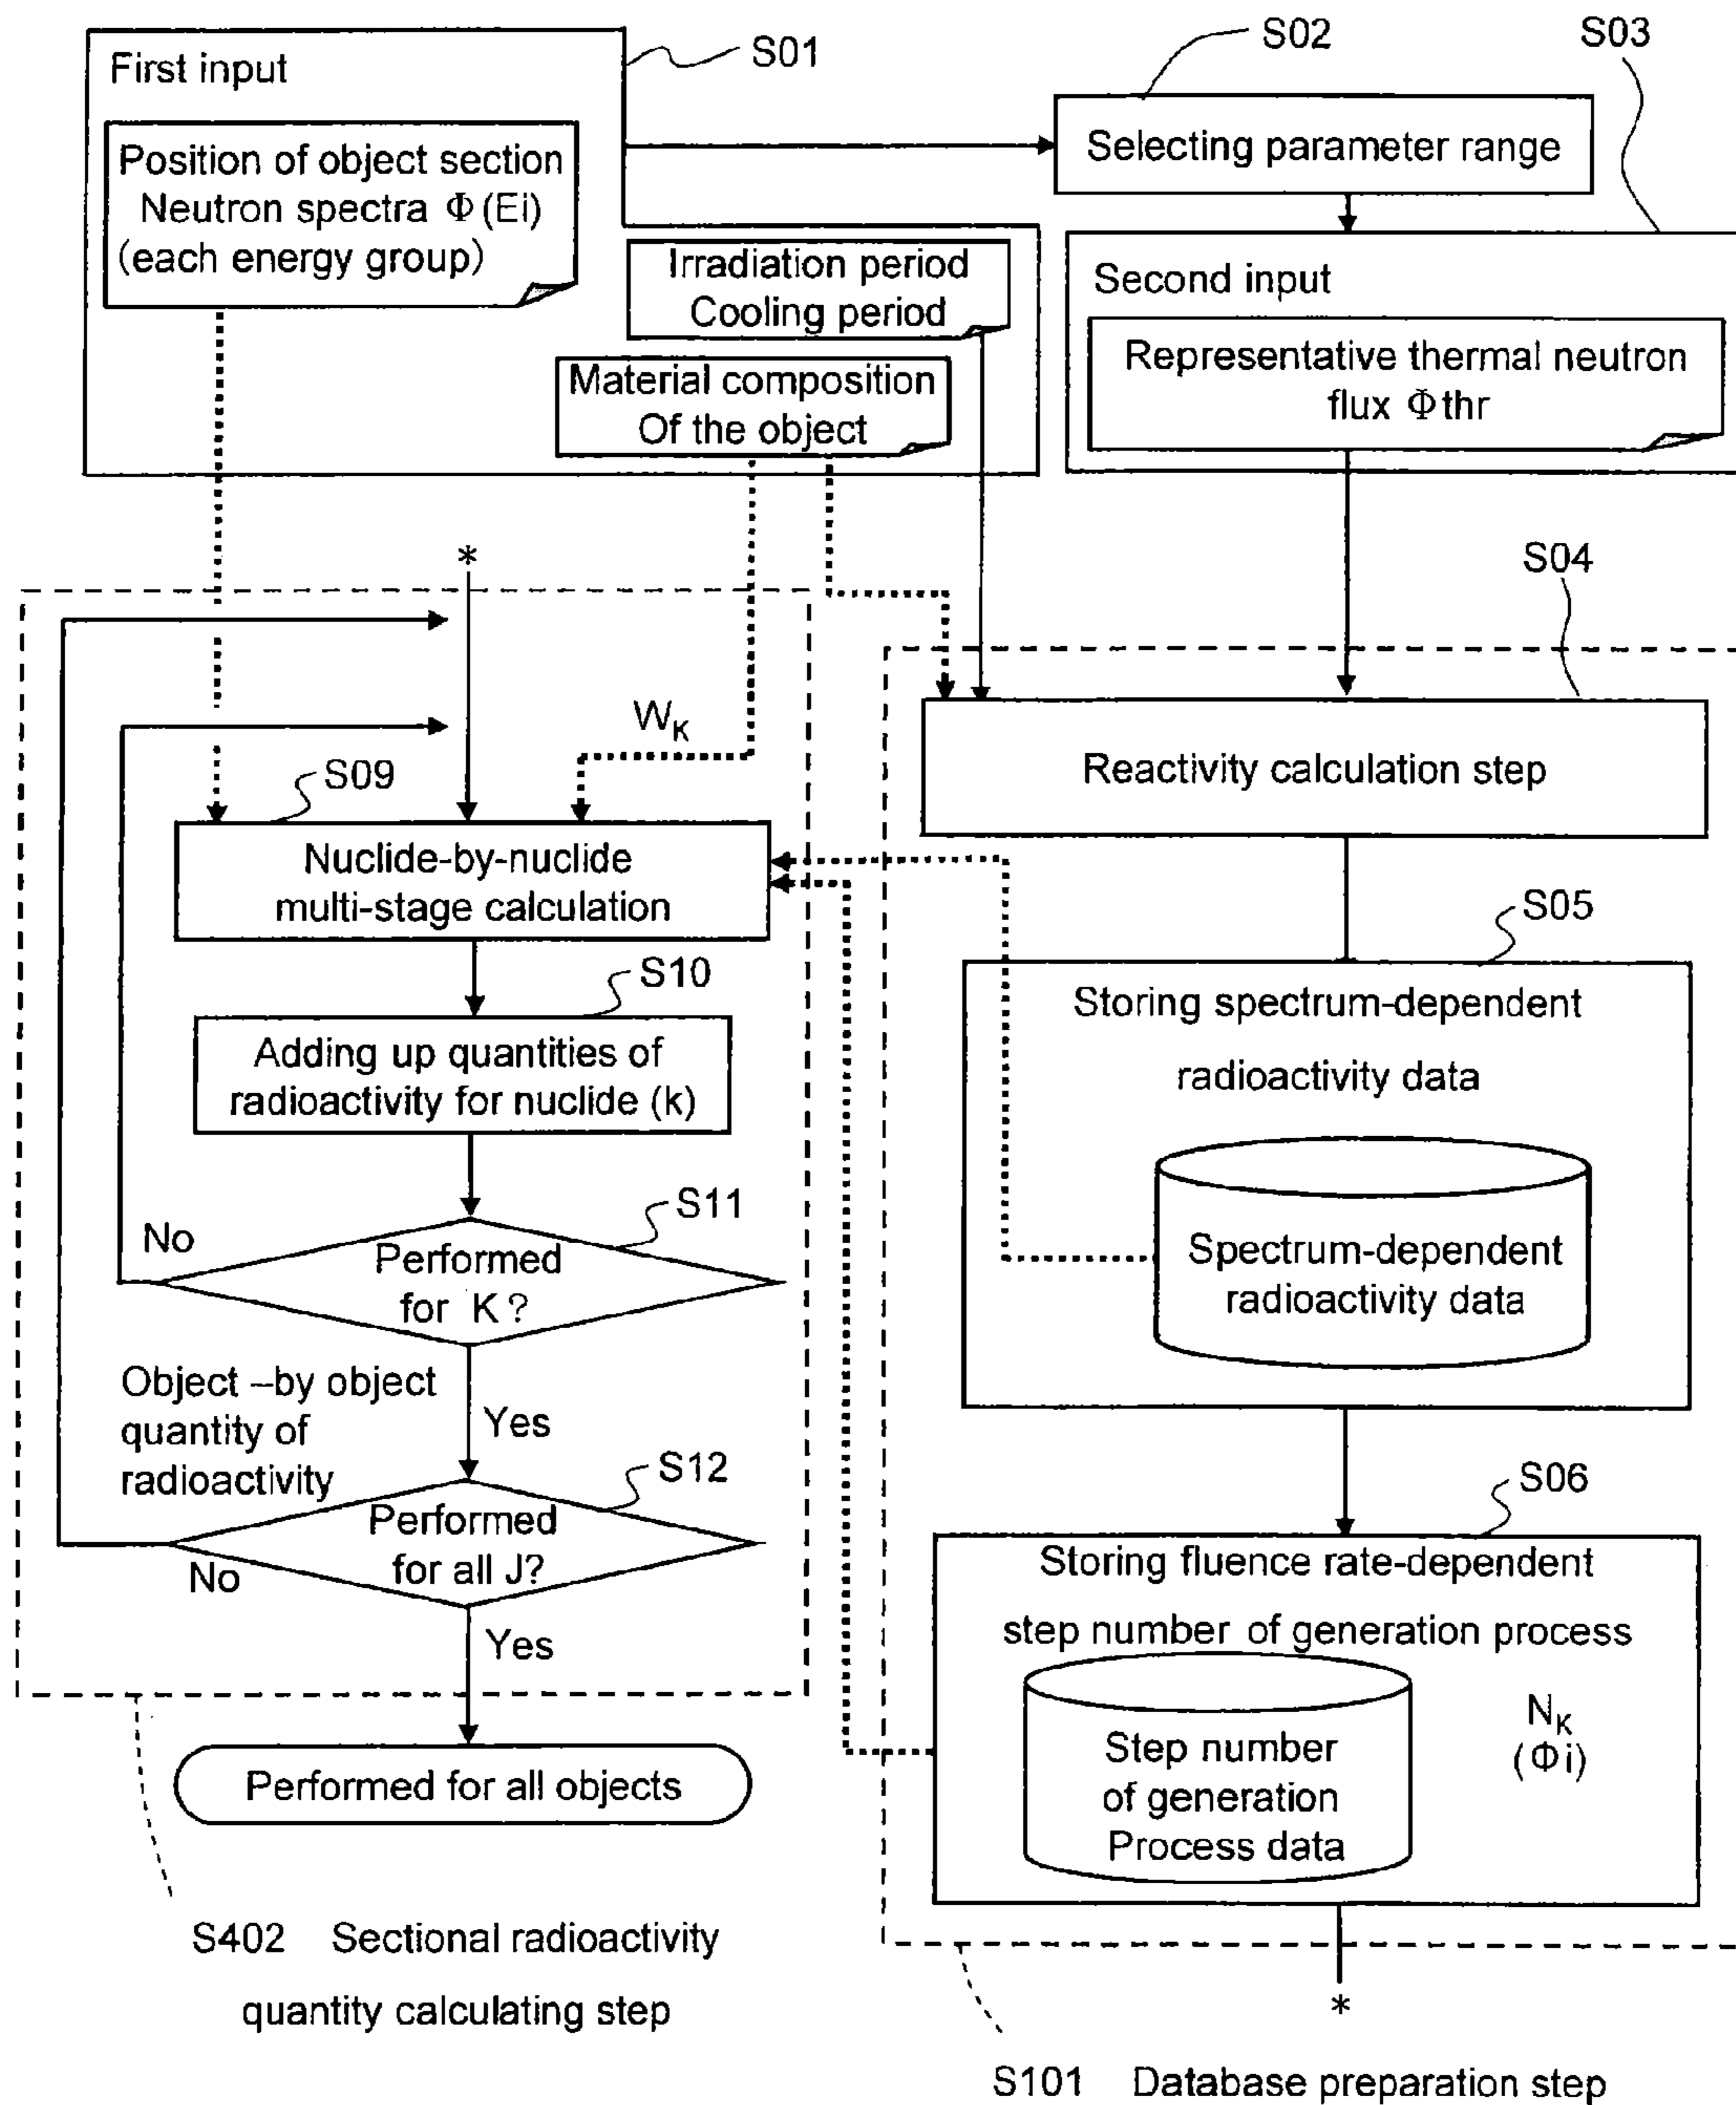 S01
First input
Position of object section
Neutron spectra Φ(Ei)
(each energy group)
Irradiation period
Cooling period
Material composition
Of the object
S02
Selecting parameter range
S03
Second input
Representative thermal neutron
flux Φthr
*
W_K
S04
Reactivity calculation step
S05
Storing spectrum-dependent
radioactivity data
Spectrum-dependent
radioactivity data
S06
Storing fluence rate-dependent
step number of generation process
Step number
of generation
Process data
N_K
(Φi)
*
S101 Database preparation step
S09
Nuclide-by-nuclide
multi-stage calculation
S10
Adding up quantities of
radioactivity for nuclide (k)
S11
Performed
for K?
No
Yes
Object –by object
quantity of
radioactivity
S12
Performed
for all J?
No
Yes
Performed for all objects
S402 Sectional radioactivity
quantity calculating step